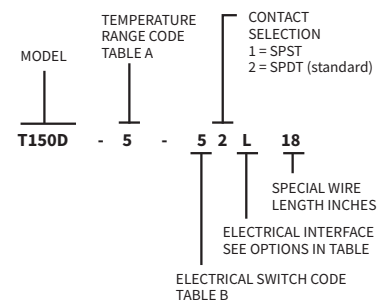 TEMPERATURE
RANGE CODE
TABLE A
CONTACT
SELECTION
1 = SPST
2 = SPDT (standard)
MODEL
T150D - 5 - 5 2 L 18
SPECIAL WIRE
LENGTH INCHES
ELECTRICAL INTERFACE
SEE OPTIONS IN TABLE
ELECTRICAL SWITCH CODE
TABLE B